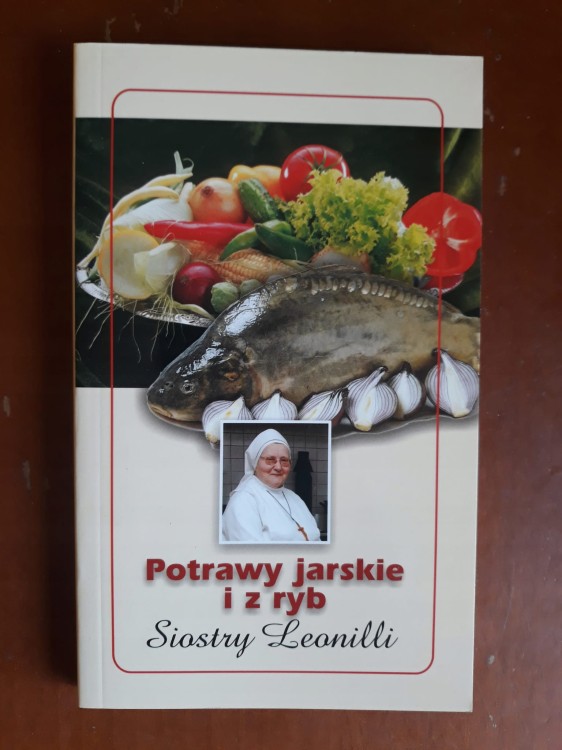 Potrawy jarskie
i z ryb
Siostry Leonilli